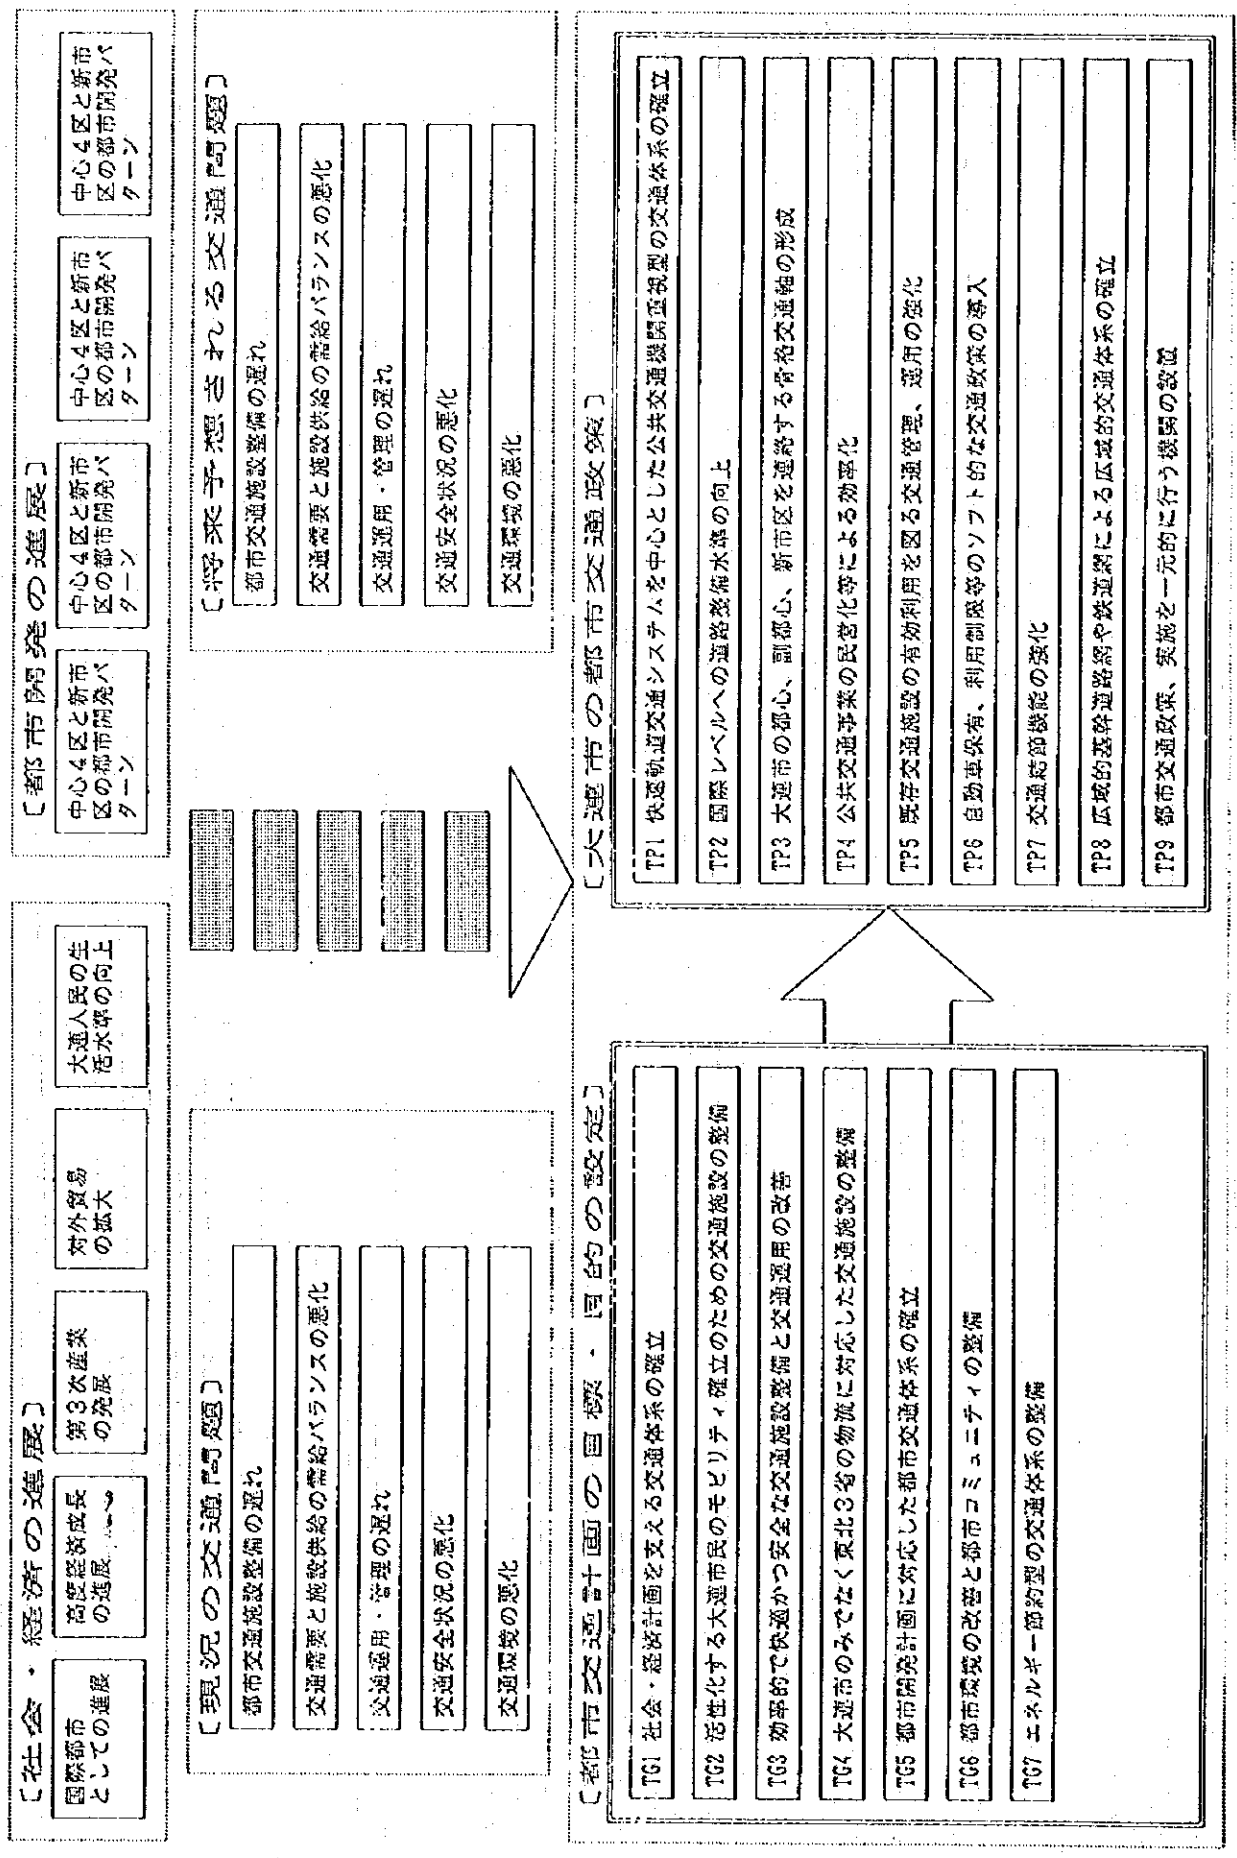 〔社会・経済の進展〕
国際都市
としての進展
高度経済成長
の進展
第3次産業
の発展
対外貿易
の拡大
大連人民の生
活水準の向上
〔都市開発の進展〕
中心4区と新市
区の都市開発パ
ターン
中心4区と新市
区の都市開発パ
ターン
中心4区と新市
区の都市開発パ
ターン
中心4区と新市
区の都市開発パ
ターン
〔現況の交通問題〕
都市交通施設整備の遅れ
交通需要と施設供給の需給バランスの悪化
交通運用・管理の遅れ
交通安全状況の悪化
交通環境の悪化
〔将来予想される交通問題〕
都市交通施設整備の遅れ
交通需要と施設供給の需給バランスの悪化
交通運用・管理の遅れ
交通安全状況の悪化
交通環境の悪化
〔都市交通計画の目標・目的の設定〕
TG1 社会・経済計画を支える交通体系の確立
TG2 活性化する大連市民のモビリティ確立のための交通施設の整備
TG3 効率的で快適かつ安全な交通施設整備と交通運用の改善
TG4 大連市のみでなく東北3省の物流に対応した交通施設の整備
TG5 都市開発計画に対応した都市交通体系の確立
TG6 都市環境の改善と都市コミュニティの整備
TG7 エネルギー節約型の交通体系の整備
〔大連市の都市交通政策〕
TP1 快速軌道交通システムを中心とした公共交通機関重視型の交通体系の確立
TP2 国際レベルへの道路整備水準の向上
TP3 大連市の都心、副都心、新市区を連絡する骨格交通軸の形成
TP4 公共交通事業の民営化等による効率化
TP5 既存交通施設の有効利用を図る交通管理、運用の強化
TP6 自動車保有、利用制限等のソフト的な交通政策の導入
TP7 交通結節機能の強化
TP8 広域的基幹道路網や鉄道網による広域的交通体系の確立
TP9 都市交通政策、実施を一元的に行う機関の設置